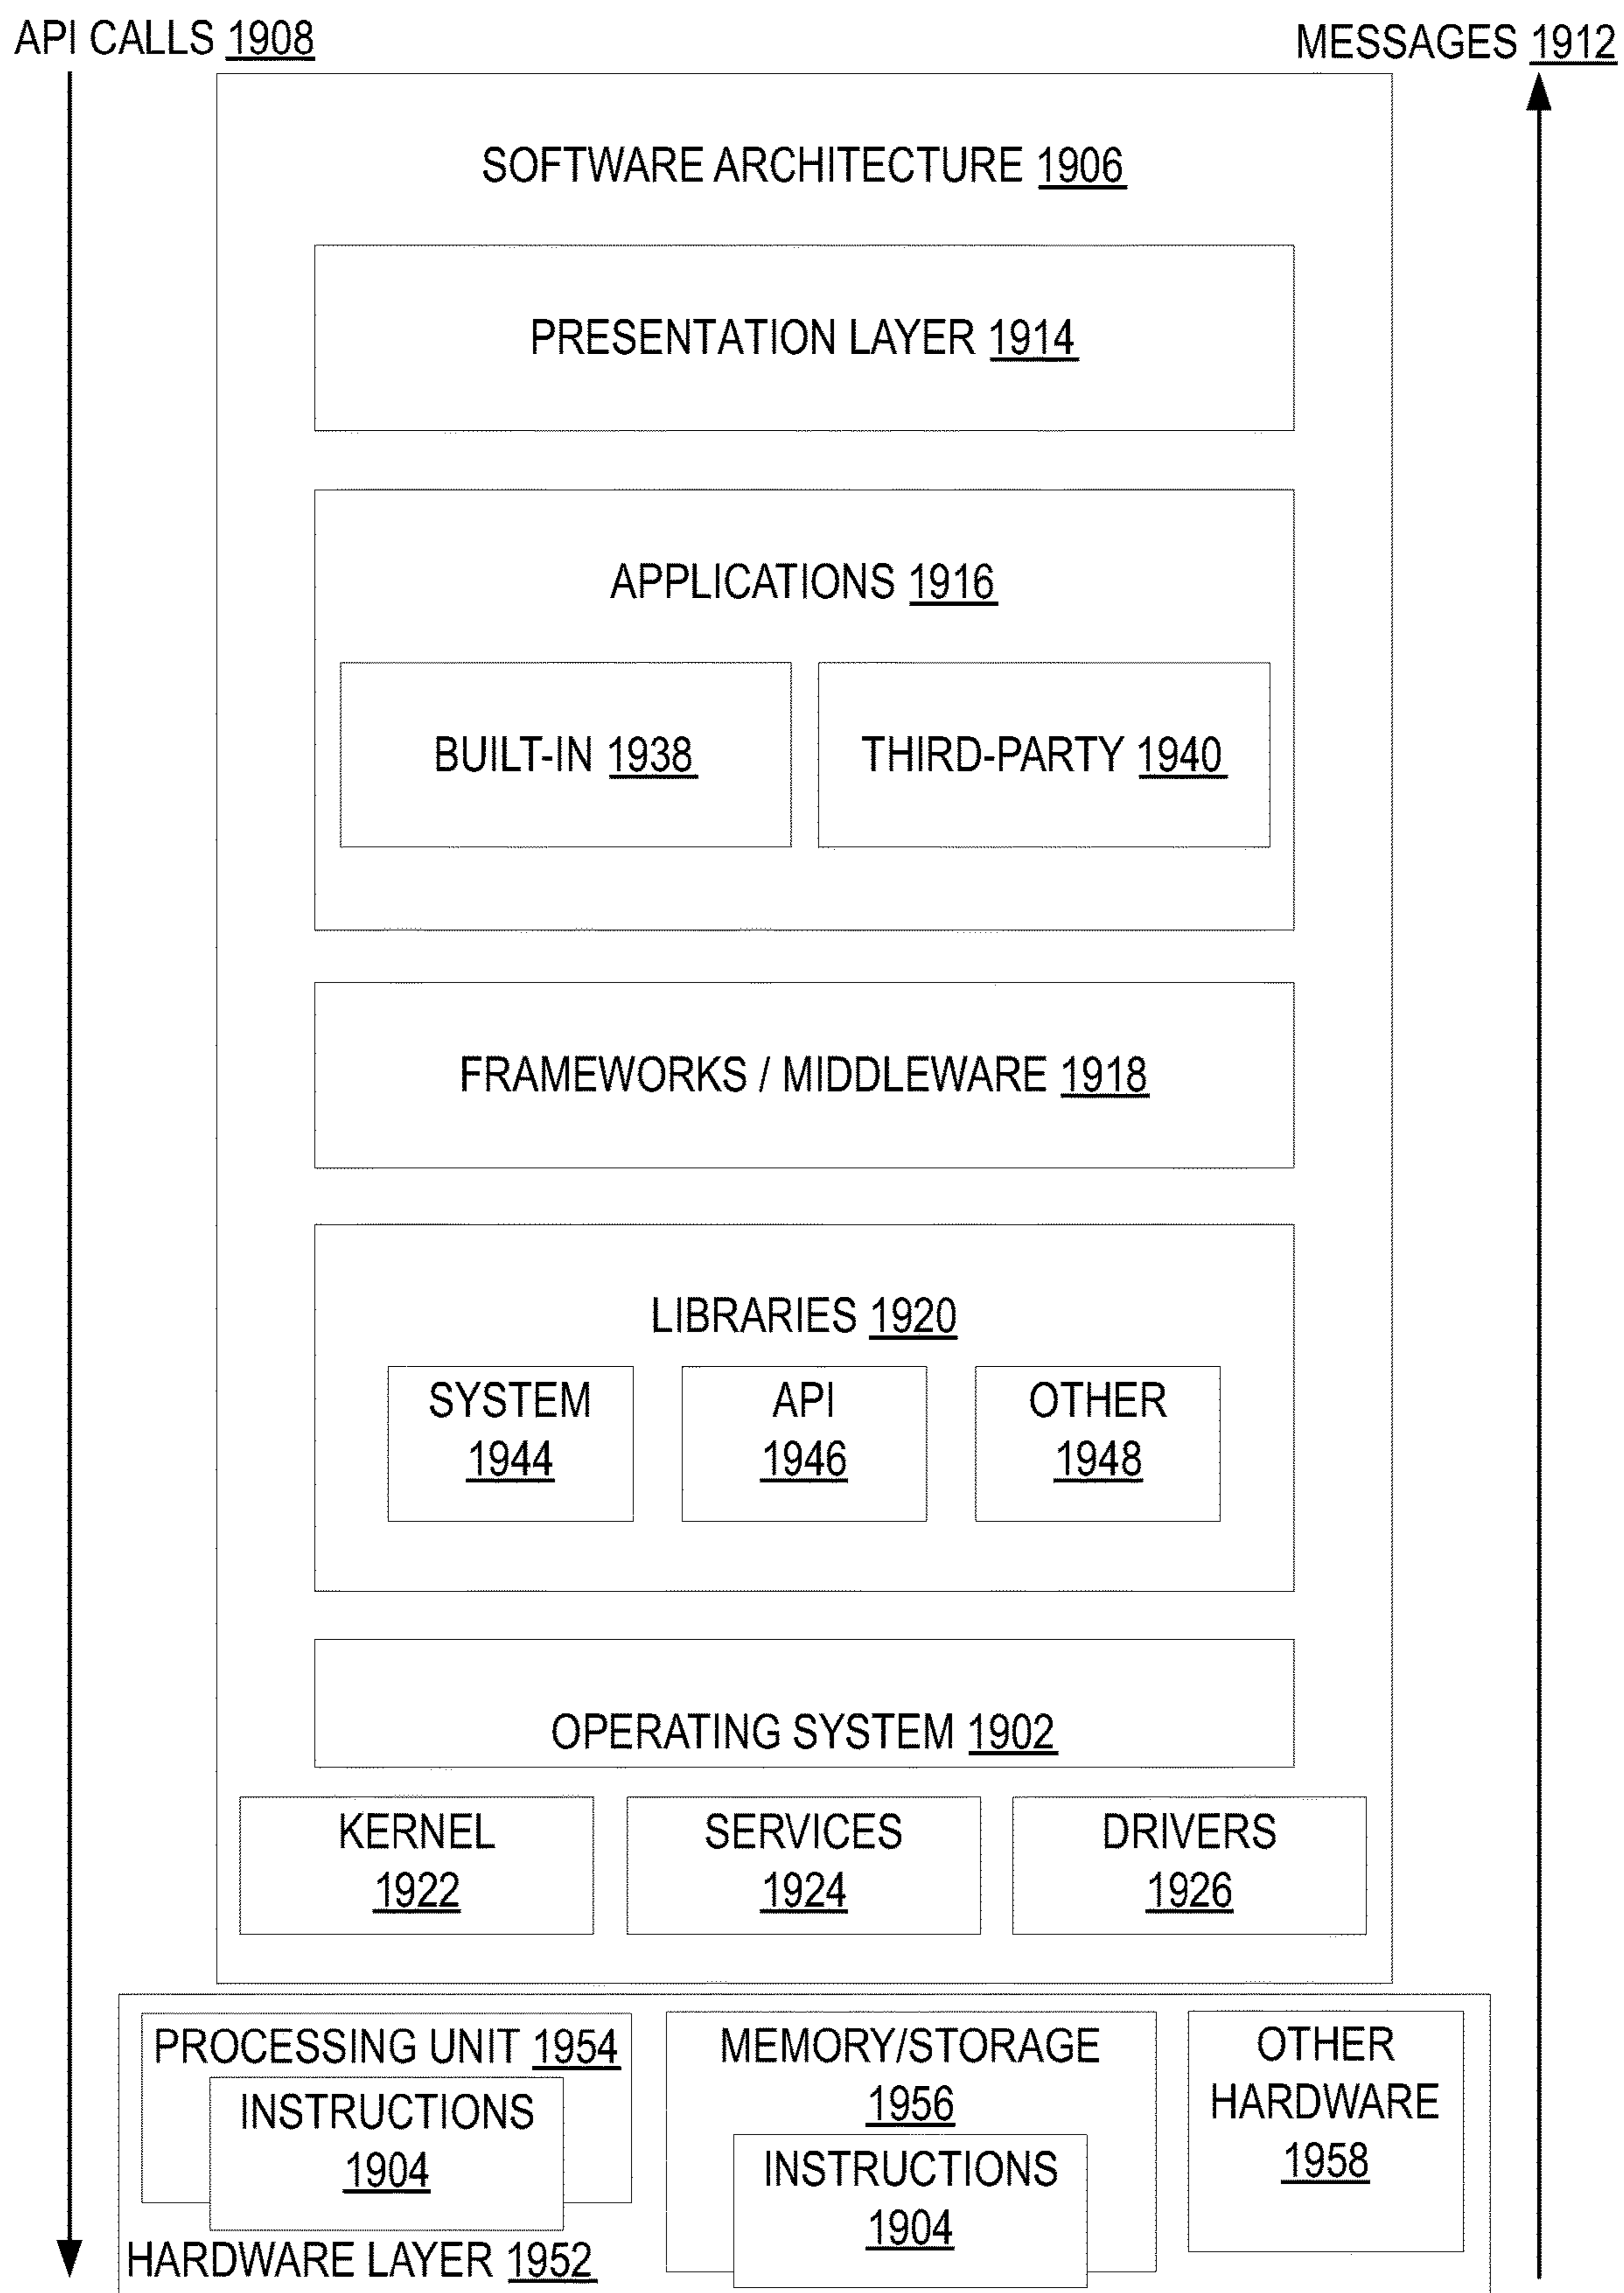 API CALLS 1908
MESSAGES 1912
SOFTWARE ARCHITECTURE 1906
PRESENTATION LAYER 1914
APPLICATIONS 1916
BUILT-IN 1938
THIRD-PARTY 1940
FRAMEWORKS / MIDDLEWARE 1918
LIBRARIES 1920
SYSTEM
1944
API
1946
OTHER
1948
OPERATING SYSTEM 1902
KERNEL
1922
SERVICES
1924
DRIVERS
1926
PROCESSING UNIT 1954
INSTRUCTIONS
1904
MEMORY/STORAGE
1956
INSTRUCTIONS
1904
OTHER
HARDWARE
1958
HARDWARE LAYER 1952